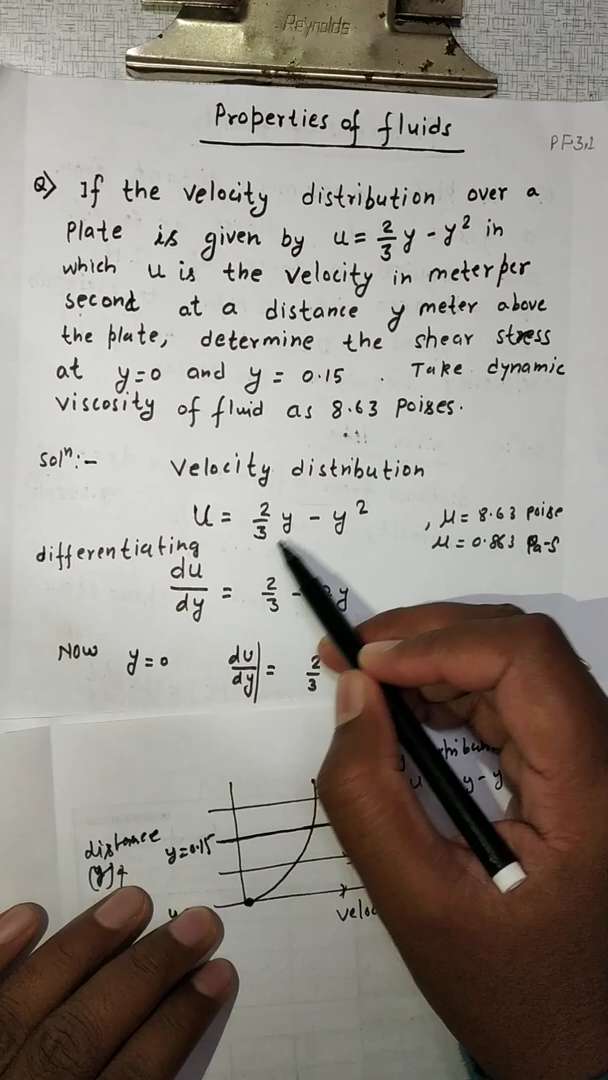 Reynolds
Properties of fluids
PF3,1
Q> If the velocity distribution over a
plate is given by u = 2/3 y - y² in
which u is the velocity in meter per
second at a distance y meter above
the plate, determine the shear stress
at y=0 and y = 0.15 . Take dynamic
viscosity of fluid as 8.63 poises.
Solⁿ:- Velocity distribution
U = 2/3 y - y² , μ = 8.63 poise
μ = 0.863 Pa-S
differentiating
du/dy = 2/3 - y
Now y=0 du/dy| = 2/3
y - y
distance
(y)↑
y=0.15